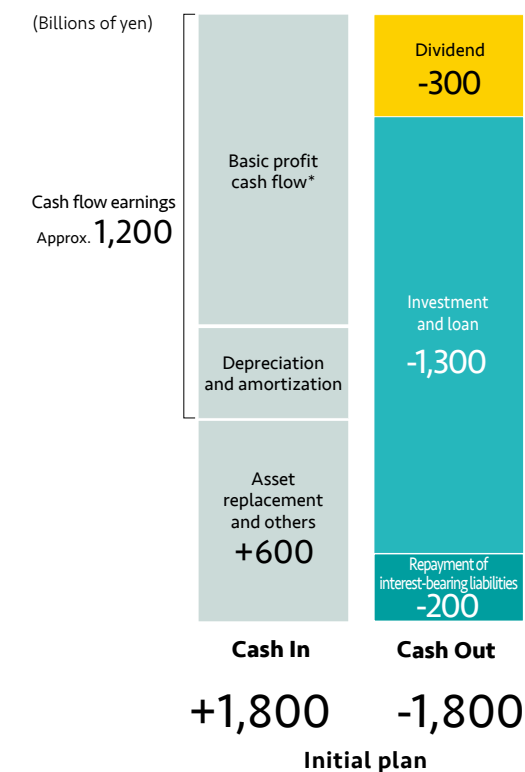 (Billions of yen)
Cash flow earnings
Approx. 1,200
Basic profit
cash flow*
Depreciation
and amortization
Asset
replacement
and others
+600
Dividend
-300
Investment
and loan
-1,300
Repayment of
interest-bearing liabilities
-200
Cash In
Cash Out
+1,800
-1,800
Initial plan